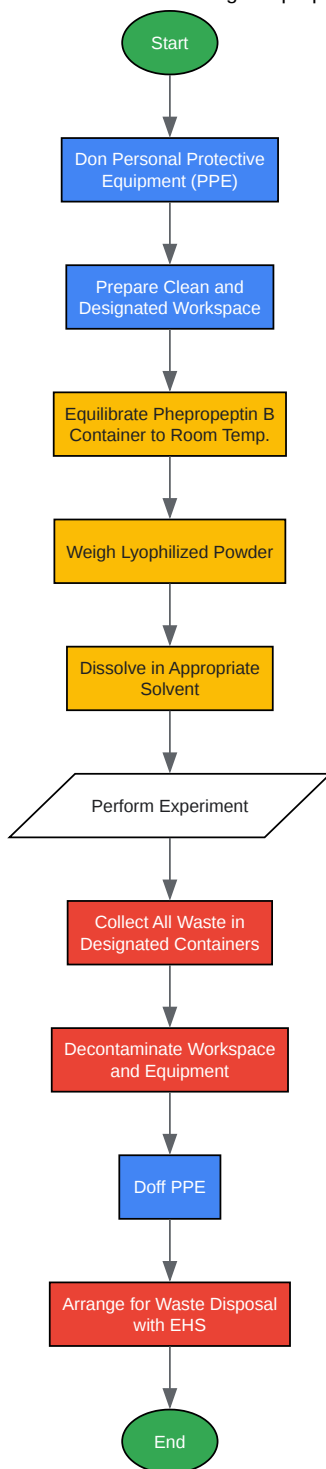 Start
Don Personal Protective
Equipment (PPE)
Prepare Clean and
Designated Workspace
Equilibrate Phepropeptin B
Container to Room Temp.
Weigh Lyophilized Powder
Dissolve in Appropriate
Solvent
Perform Experiment
Collect All Waste in
Designated Containers
Decontaminate Workspace
and Equipment
Doff PPE
Arrange for Waste Disposal
with EHS
End